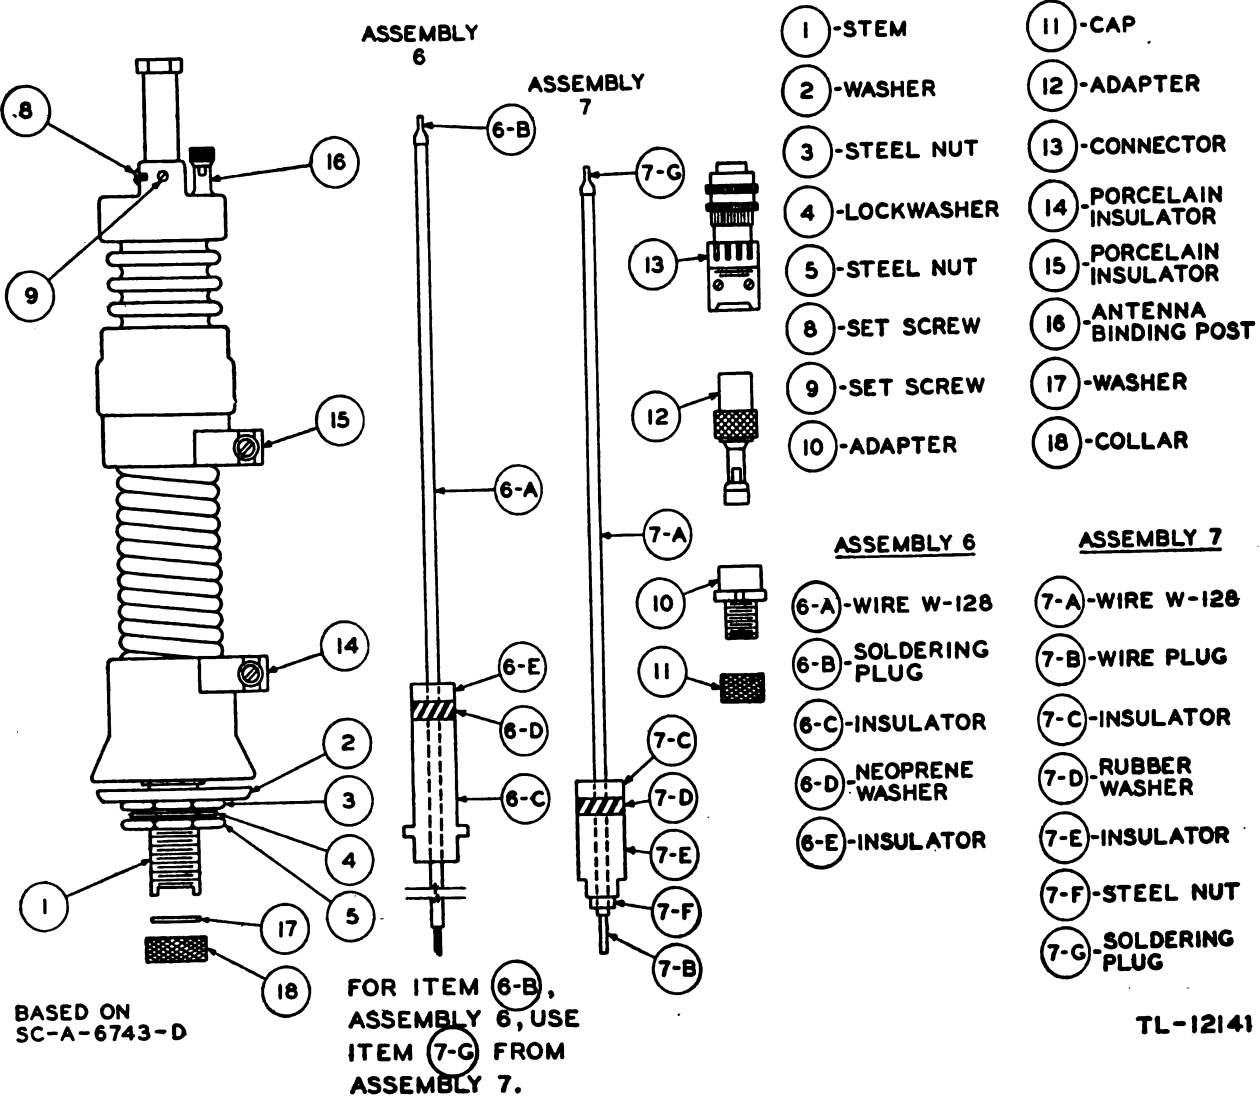 ASSEMBLY
6
ASSEMBLY
7
8
16
9
15
14
2
3
4
5
1
17
18
6-B
6-A
6-E
6-D
6-C
7-G
7-A
7-C
7-D
7-E
7-F
7-B
13
12
10
11
1-STEM
2-WASHER
3-STEEL NUT
4-LOCKWASHER
5-STEEL NUT
8-SET SCREW
9-SET SCREW
10-ADAPTER
11-CAP
12-ADAPTER
13-CONNECTOR
14-PORCELAIN
INSULATOR
15-PORCELAIN
INSULATOR
16-ANTENNA
BINDING POST
17-WASHER
18-COLLAR
ASSEMBLY 6
6-A-WIRE W-128
6-B-SOLDERING
PLUG
6-C-INSULATOR
6-D-NEOPRENE
WASHER
6-E-INSULATOR
ASSEMBLY 7
7-A-WIRE W-128
7-B-WIRE PLUG
7-C-INSULATOR
7-D-RUBBER
WASHER
7-E-INSULATOR
7-F-STEEL NUT
7-G-SOLDERING
PLUG
BASED ON
SC-A-6743-D
FOR ITEM 6-B,
ASSEMBLY 6, USE
ITEM 7-G FROM
ASSEMBLY 7.
TL-12141